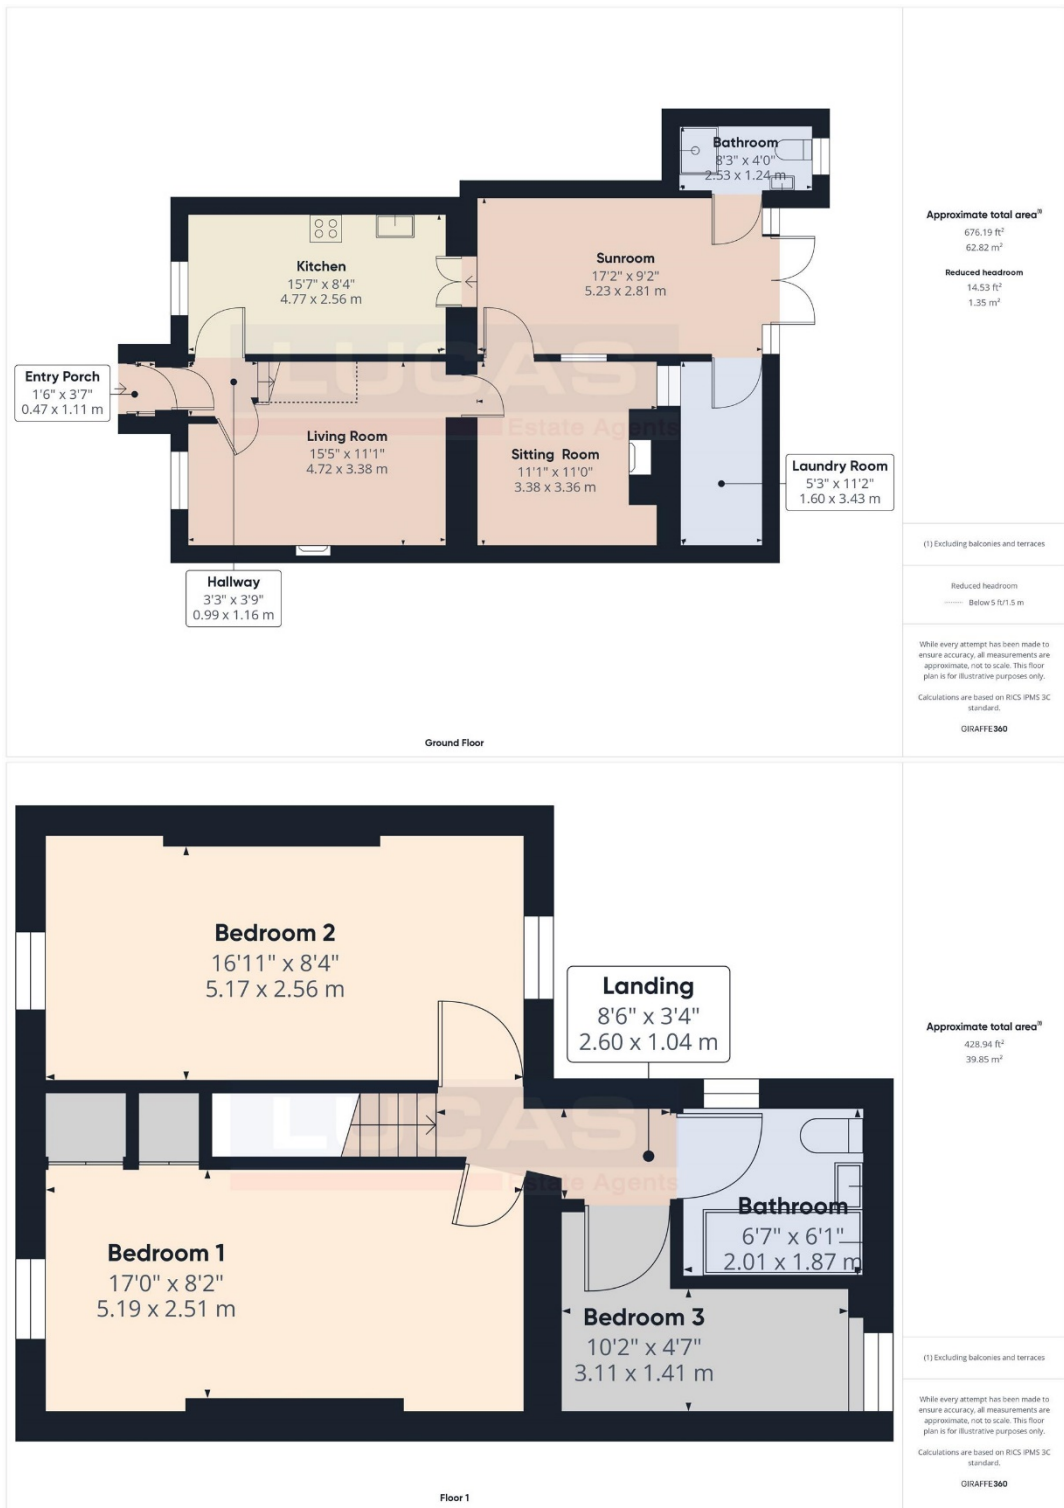 Bathroom
8'3" x 4'0"
2.53 x 1.24 m
Kitchen
15'7" x 8'4"
4.77 x 2.56 m
Sunroom
17'2" x 9'2"
5.23 x 2.81 m
Entry Porch
1'6" x 3'7"
0.47 x 1.11 m
LUCAS
Estate Agents
Living Room
15'5" x 11'1"
4.72 x 3.38 m
Sitting Room
11'1" x 11'0"
3.38 x 3.36 m
Laundry Room
5'3" x 11'2"
1.60 x 3.43 m
Hallway
3'3" x 3'9"
0.99 x 1.16 m
Ground Floor
Approximate total area(1)
676.19 ft²
62.82 m²
Reduced headroom
14.53 ft²
1.35 m²
(1) Excluding balconies and terraces
Reduced headroom
Below 5 ft/1.5 m
While every attempt has been made to
ensure accuracy, all measurements are
approximate, not to scale. This floor
plan is for illustrative purposes only.
Calculations are based on RICS IPMS 3C
standard.
GIRAFFE360
Bedroom 2
16'11" x 8'4"
5.17 x 2.56 m
Landing
8'6" x 3'4"
2.60 x 1.04 m
LUCAS
Estate Agents
Bathroom
6'7" x 6'1"
2.01 x 1.87 m
Bedroom 1
17'0" x 8'2"
5.19 x 2.51 m
Bedroom 3
10'2" x 4'7"
3.11 x 1.41 m
Floor 1
Approximate total area(1)
428.94 ft²
39.85 m²
(1) Excluding balconies and terraces
While every attempt has been made to
ensure accuracy, all measurements are
approximate, not to scale. This floor
plan is for illustrative purposes only.
Calculations are based on RICS IPMS 3C
standard.
GIRAFFE360